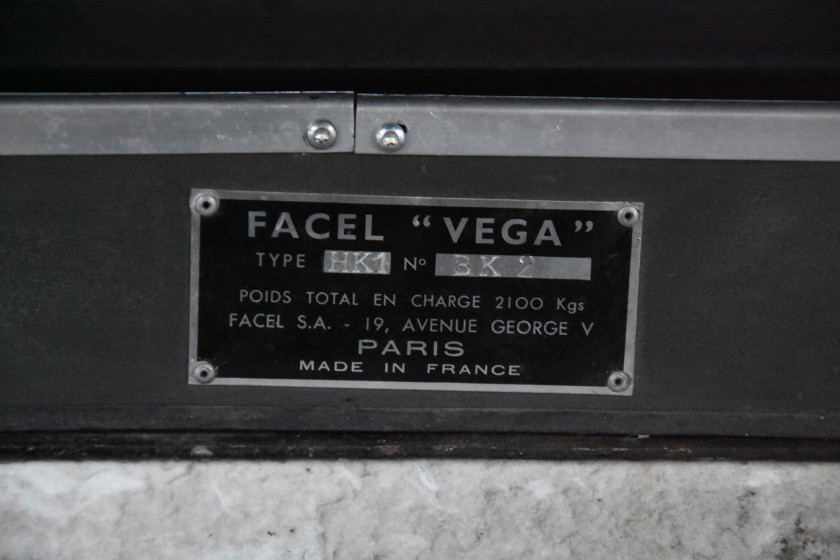 FACEL “VEGA”
TYPE HK1 Nº BK 2
POIDS TOTAL EN CHARGE 2100 Kgs
FACEL S.A. - 19, AVENUE GEORGE V
PARIS
MADE IN FRANCE